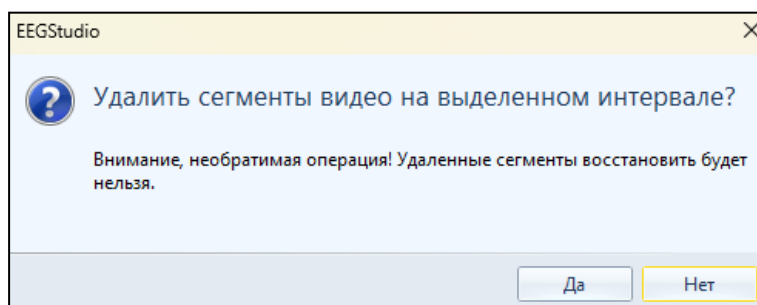 EEGStudio
Удалить сегменты видео на выделенном интервале?
Внимание, необратимая операция! Удаленные сегменты восстановить будет
нельзя.
Да
Нет